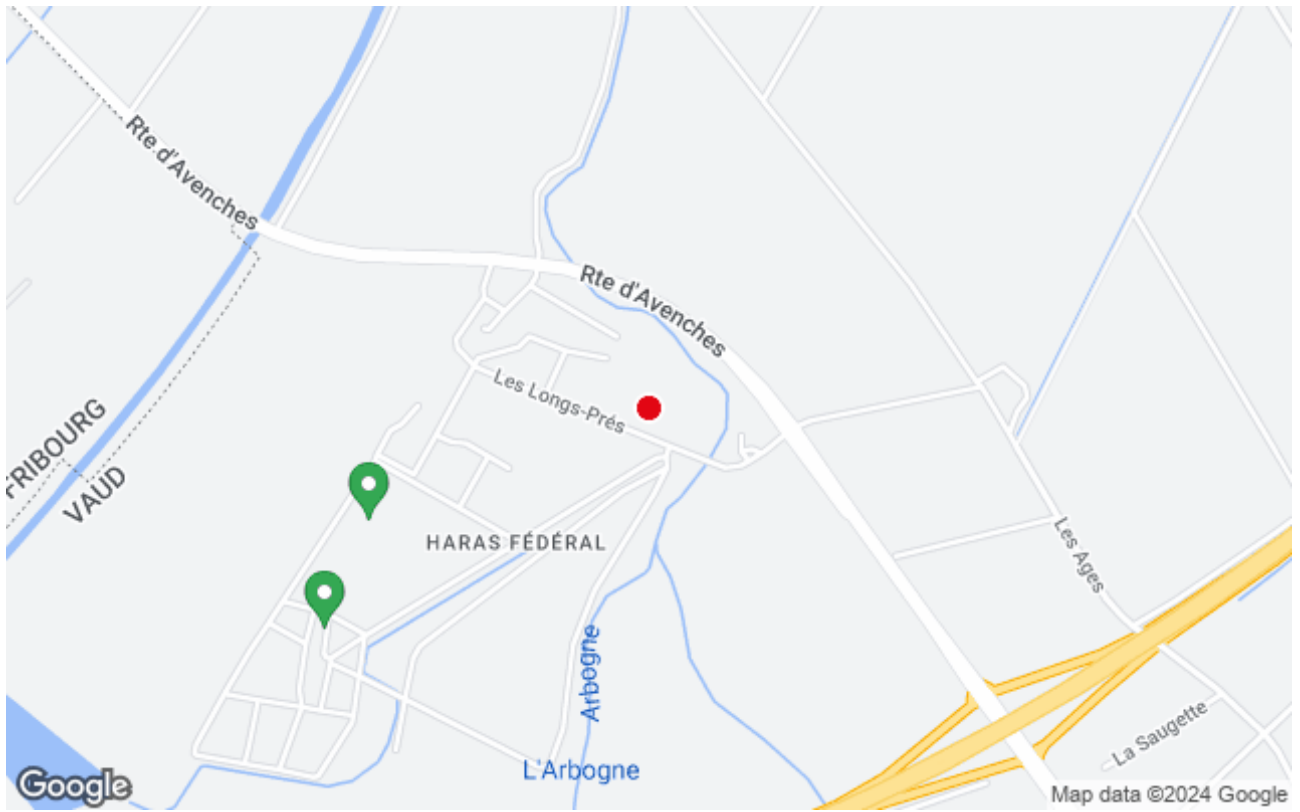 Rte d'Avenches
Rte d'Avenches
Les Longs-Prés
FRIBOURG
VAUD
HARAS FÉDÉRAL
Les Ages
Arbogne
La Saugette
L'Arbogne
Google
Map data ©2024 Google